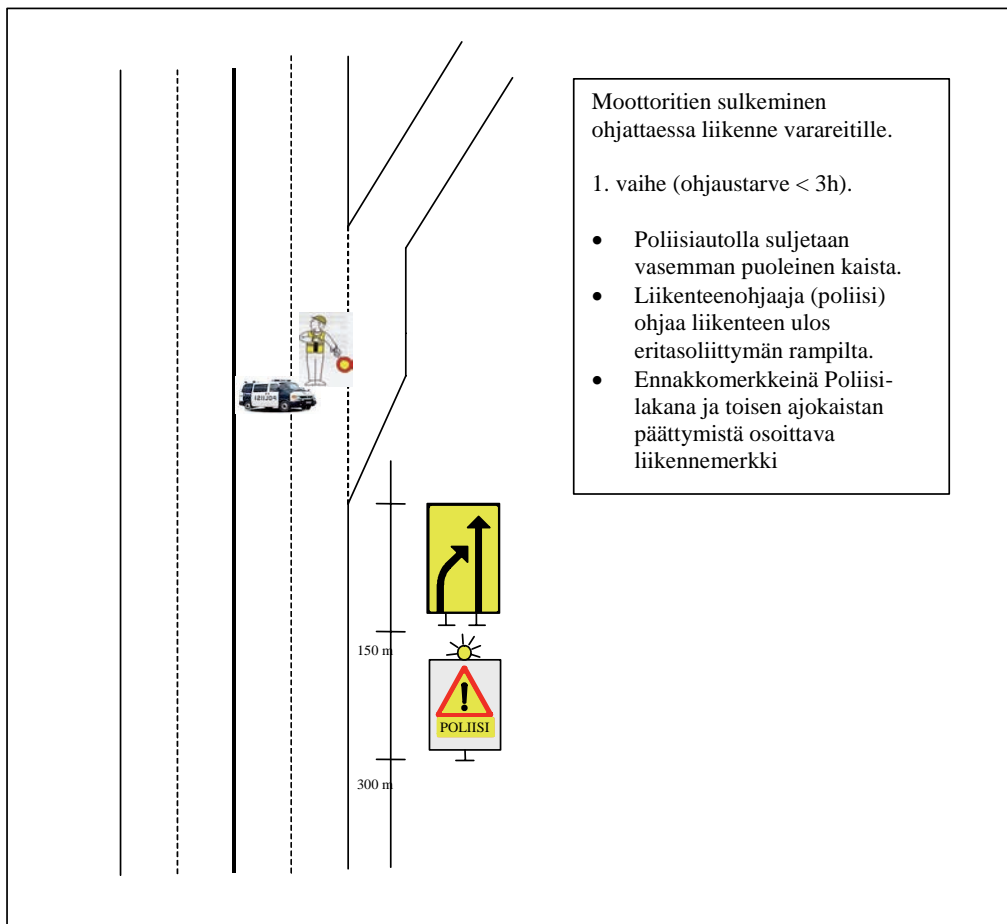 Moottoritien sulkeminen
ohjattaessa liikenne varareitille.
1. vaihe (ohjaustarve < 3h).
• Poliisiautolla suljetaan
vasemman puoleinen kaista.
• Liikenteenohjaaja (poliisi)
ohjaa liikenteen ulos
eritasoliittymän rampilta.
• Ennakkomerkkeinä Poliisi-
lakana ja toisen ajokaistan
päättymistä osoittava
liikennemerkki
150 m
POLIISI
300 m